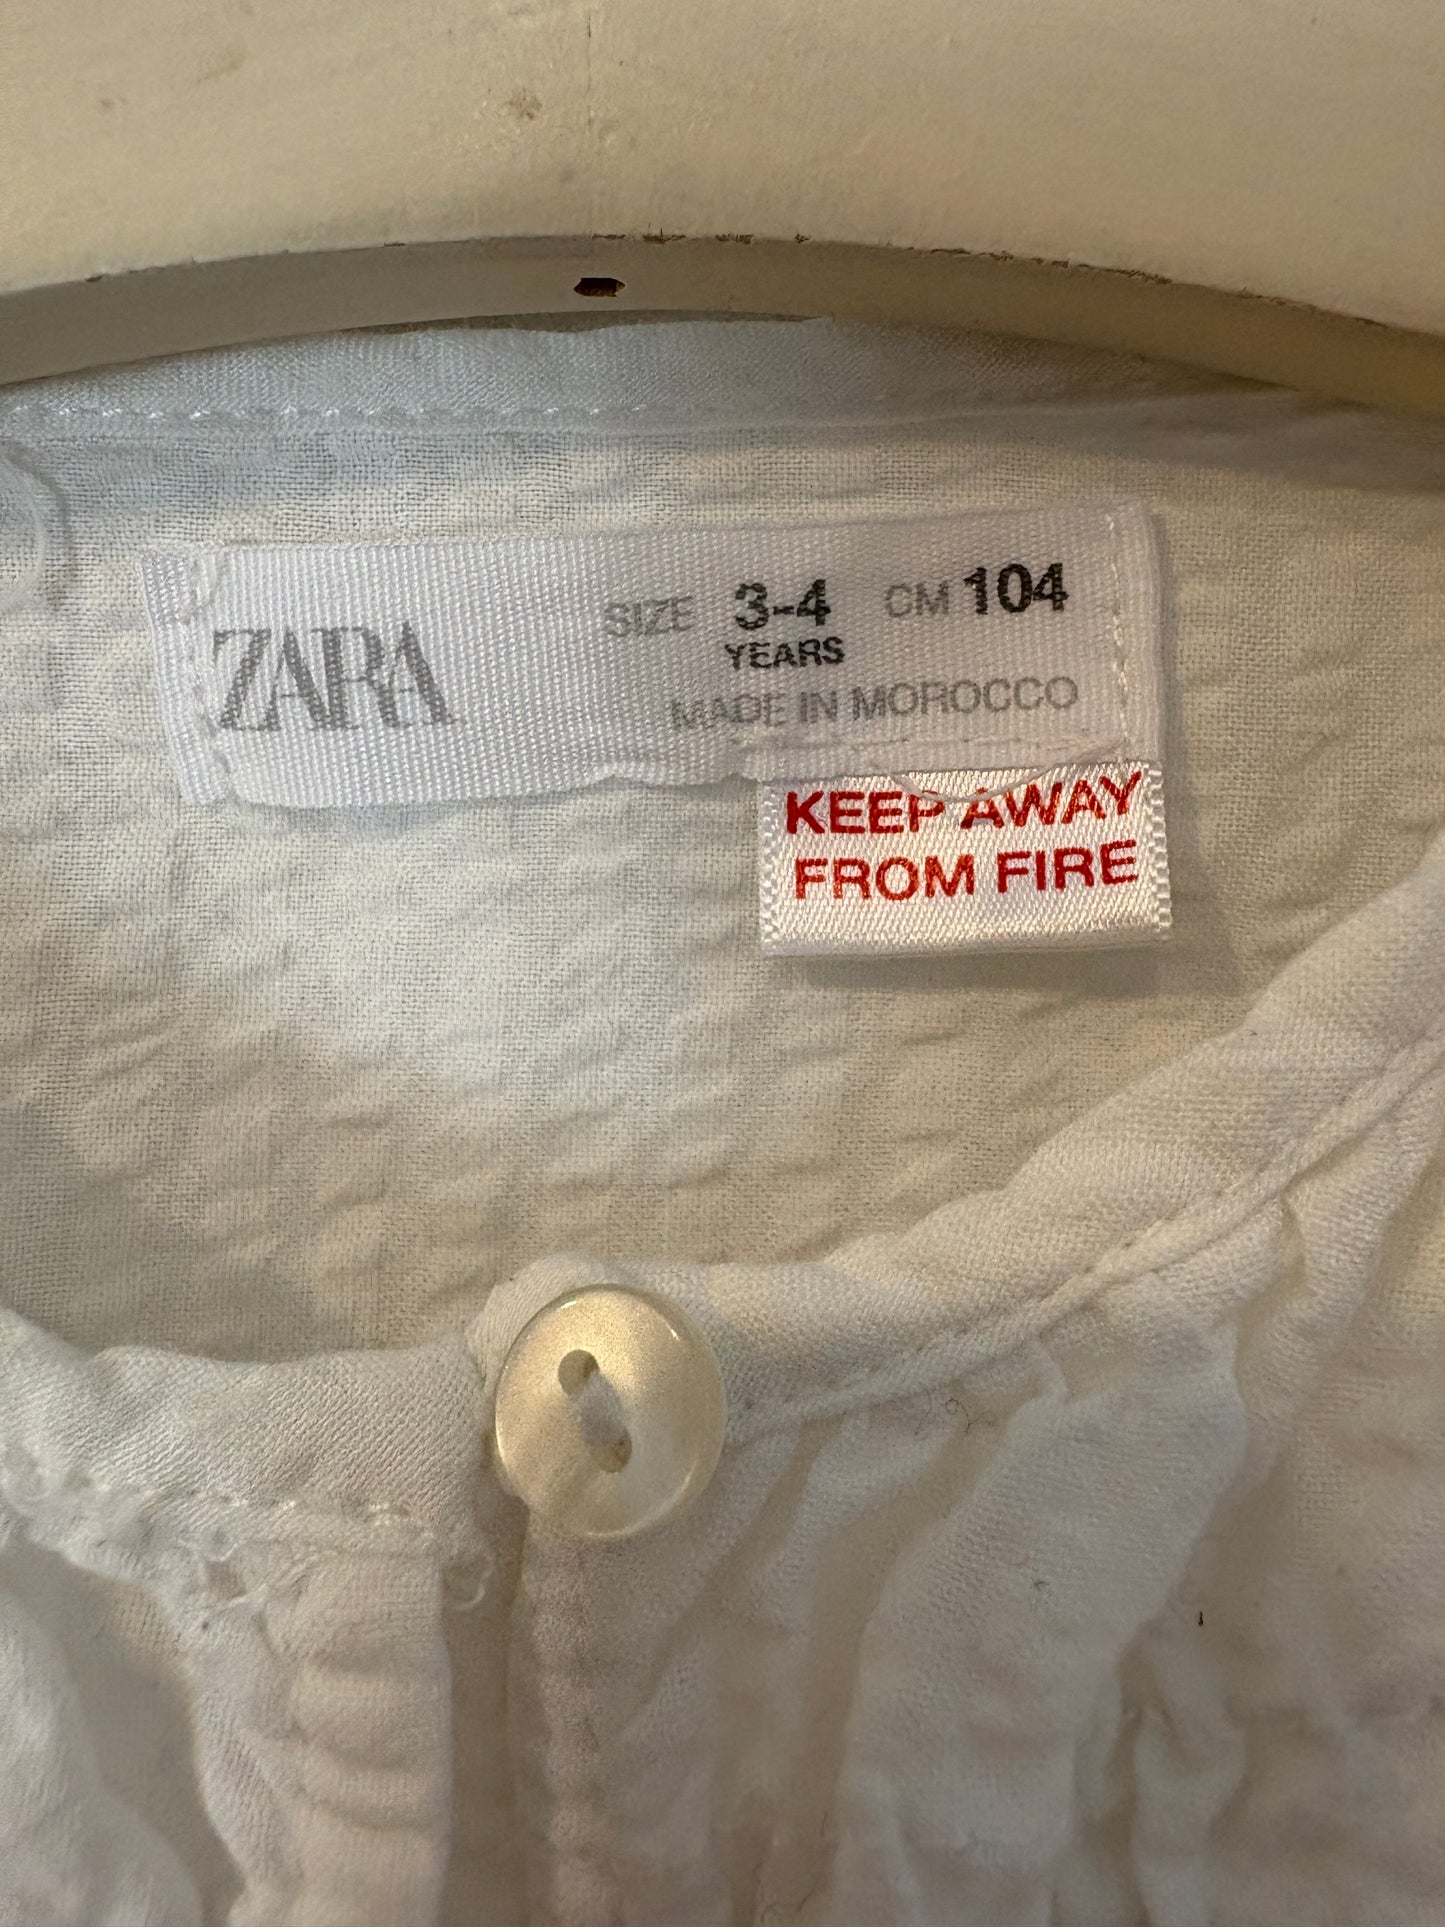 ZARA
SIZE 3-4 CM 104
YEARS
MADE IN MOROCCO
KEEP AWAY
FROM FIRE